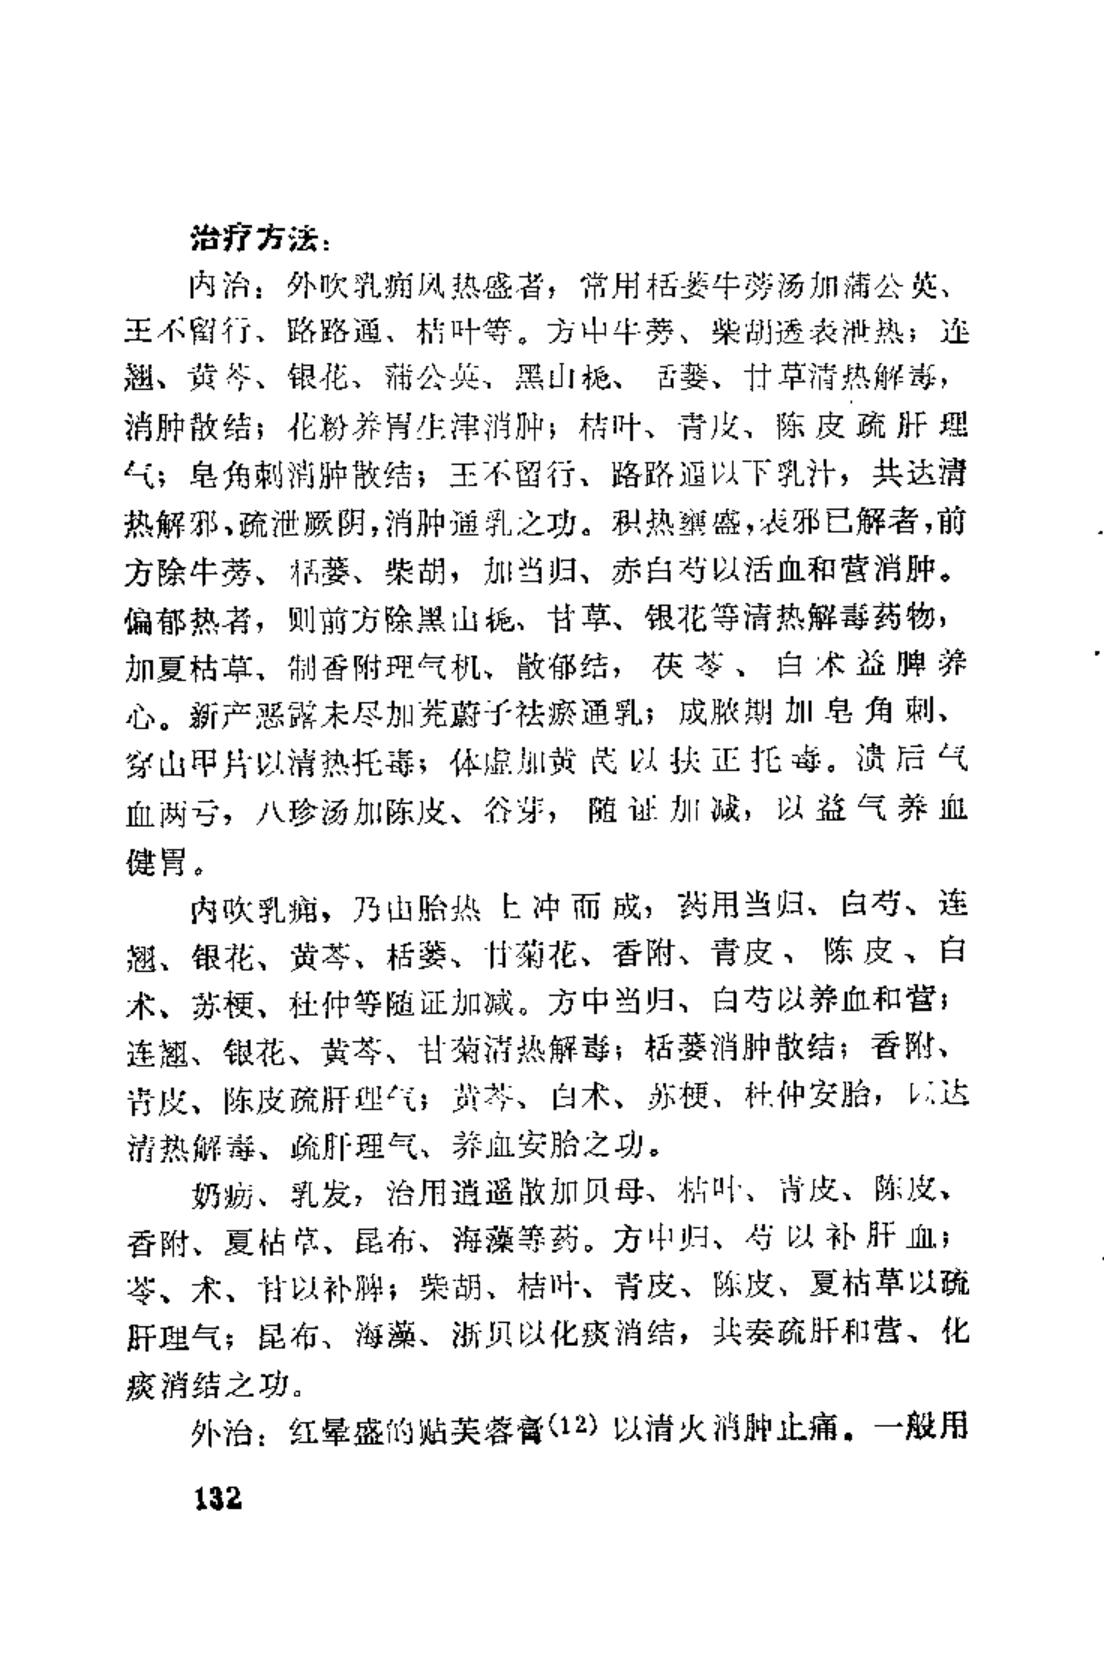 治疗方法：
内治：外吹乳痈风热盛者，常用栝蒌牛蒡汤加蒲公英、
王不留行、路路通、桔叶等。方中牛蒡、柴胡透表泄热；连
翘、黄芩、银花、蒲公英、黑山栀、舌蒌、甘草清热解毒，
消肿散结；花粉养胃生津消肿；桔叶、青皮、陈皮疏肝理
气；皂角刺消肿散结；王不留行、路路通以下乳汁，共达清
热解邪、疏泄厥阴，消肿通乳之功。积热壅盛，表邪已解者，前
方除牛蒡、栝蒌、柴胡，加当归、赤白芍以活血和营消肿。
偏郁热者，则前方除黑山栀、甘草、银花等清热解毒药物，
加夏枯草、制香附理气机、散郁结，茯苓、白术益脾养
心。新产恶露未尽加茺蔚子祛瘀通乳；成脓期加皂角刺、
穿山甲片以清热托毒；体虚加黄芪以扶正托毒。溃后气
血两亏，八珍汤加陈皮、谷芽，随证加减，以益气养血
健胃。
内吹乳痈，乃由胎热上冲而成，药用当归、白芍、连
翘、银花、黄芩、栝蒌、甘菊花、香附、青皮、陈皮、白
术、苏梗、杜仲等随证加减。方中当归、白芍以养血和营；
连翘、银花、黄芩、甘菊清热解毒；栝蒌消肿散结；香附、
青皮、陈皮疏肝理气；黄芩、白术、苏梗、杜仲安胎，以达
清热解毒、疏肝理气、养血安胎之功。
奶疬、乳发，治用逍遥散加贝母、桔叶、青皮、陈皮、
香附、夏枯草、昆布、海藻等药。方中归、芍以补肝血；
苓、术、甘以补脾；柴胡、桔叶、青皮、陈皮、夏枯草以疏
肝理气；昆布、海藻、浙贝以化痰消结，共奏疏肝和营、化
痰消结之功。
外治：红晕盛的贴芙蓉膏（12）以清火消肿止痛。一般用
132